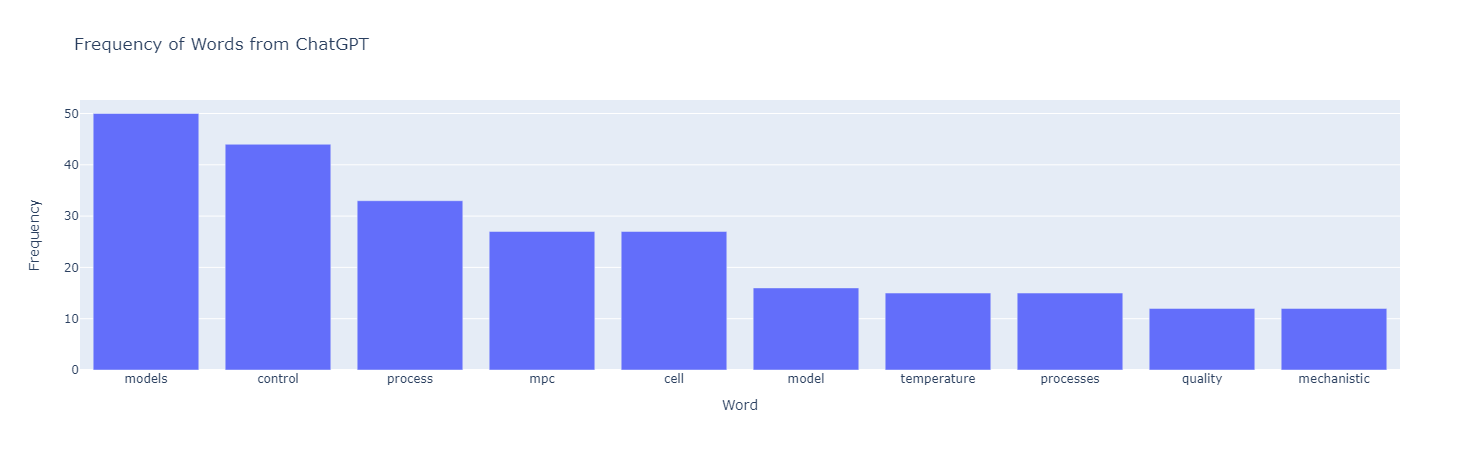 Frequency of Words from ChatGPT
50
40
30
20
10
0
Frequency
models control process mpc cell model temperature processes quality mechanistic
Word